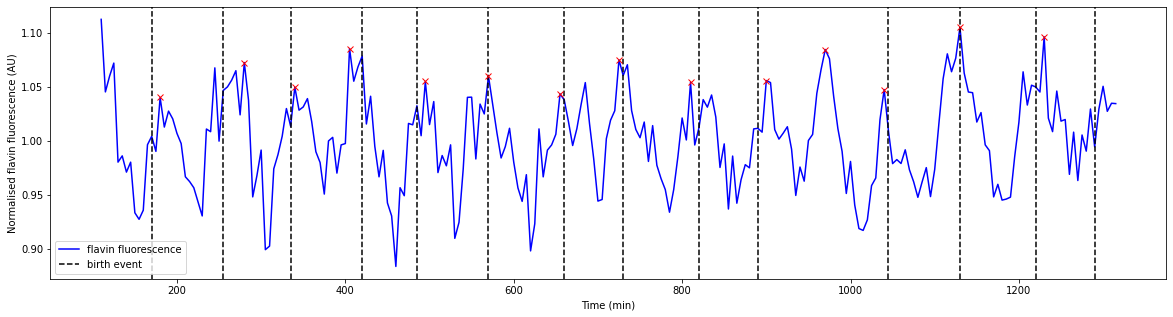 1.10
1.05
1.00
0.95
0.90
Normalised flavin fluorescence (AU)
flavin fluorescence
birth event
200 400 600 800 1000 1200
Time (min)